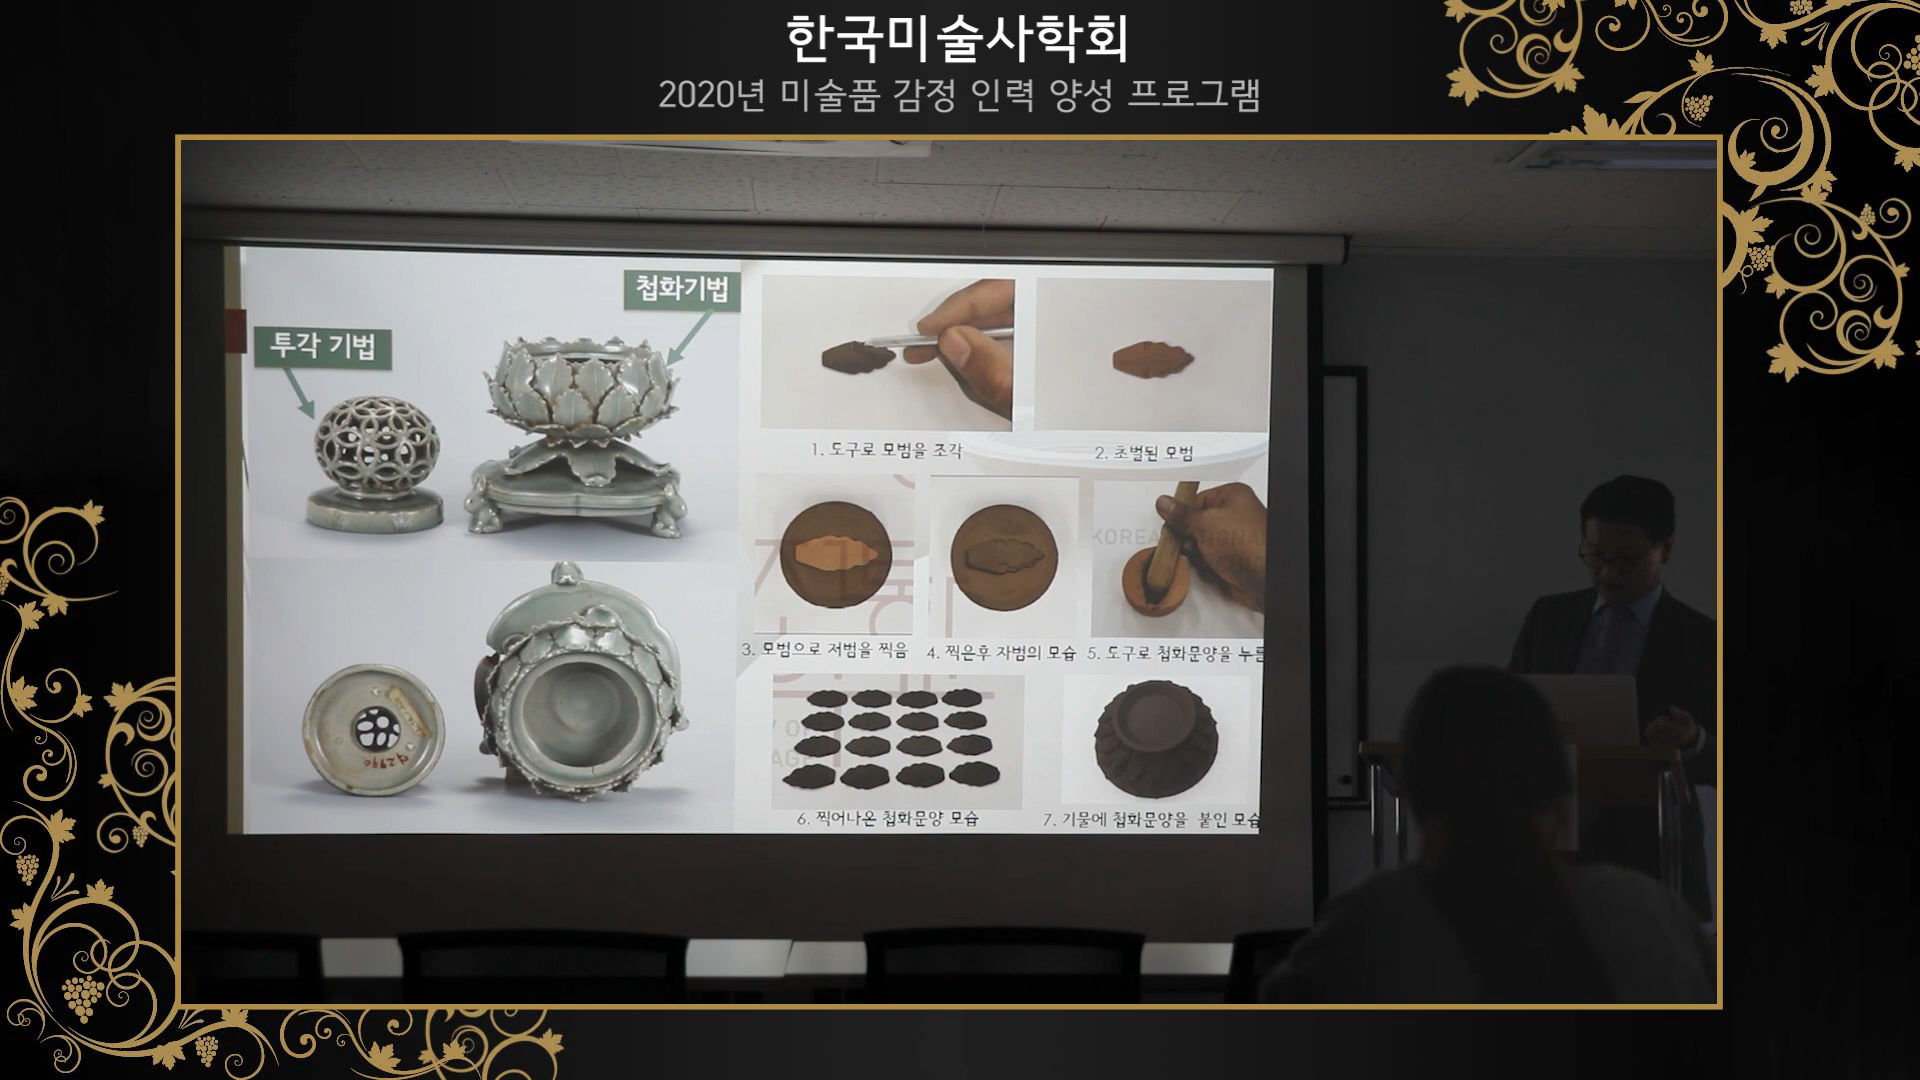 한국미술사학회
2020년 미술품 감정 인력 양성 프로그램
첩화기법
투각 기법
1. 도구로 모범을 조각
2. 초벌된 모범
KOREA
3. 모범으로 저범을 찍음
4. 찍은후 자범의 모습
5. 도구로 첩화문양을 누름
6. 찍어나온 첩화문양 모습
7. 기물에 첩화문양을 붙인 모습